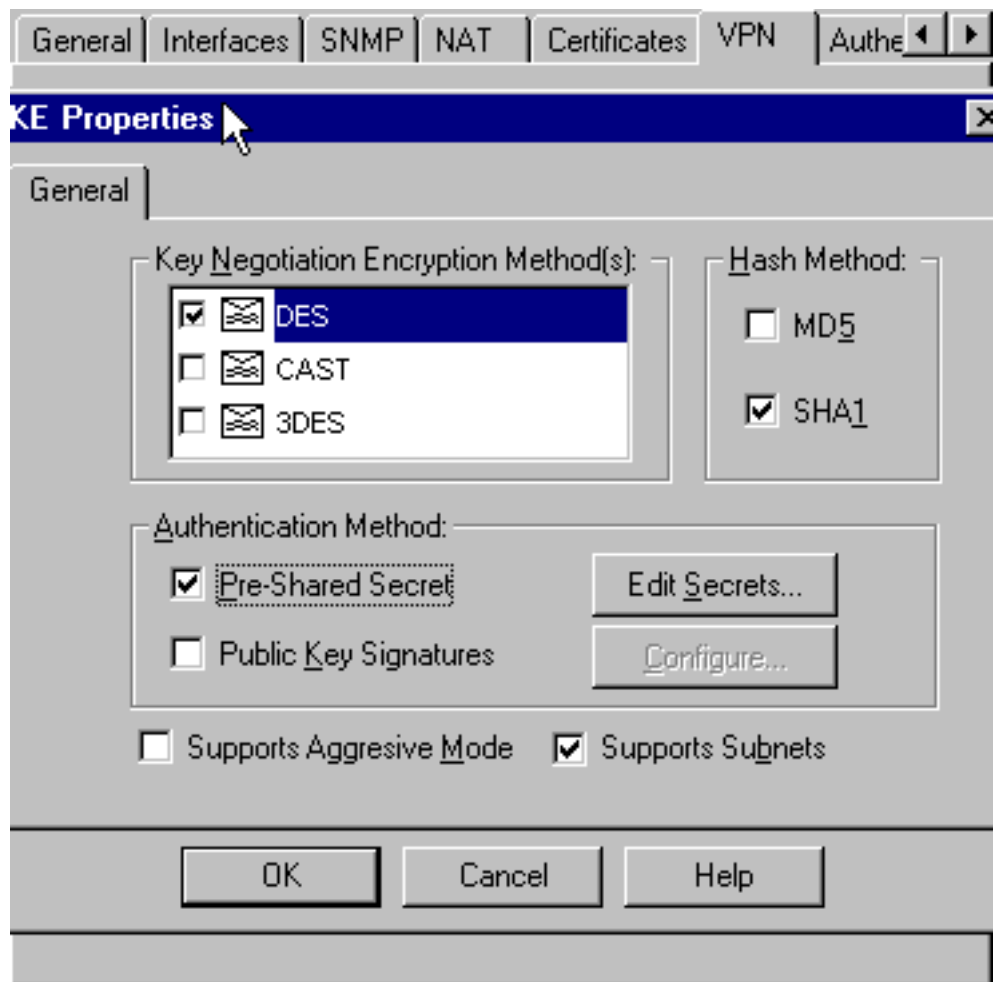 General Interfaces SNMP NAT Certificates VPN Authe
KE Properties
General
Key Negotiation Encryption Method(s):
Hash Method:
DES
MD5
CAST
3DES
SHA1
Authentication Method:
Pre-Shared Secret
Edit Secrets...
Public Key Signatures
Configure...
Supports Aggresive Mode
Supports Subnets
OK Cancel Help